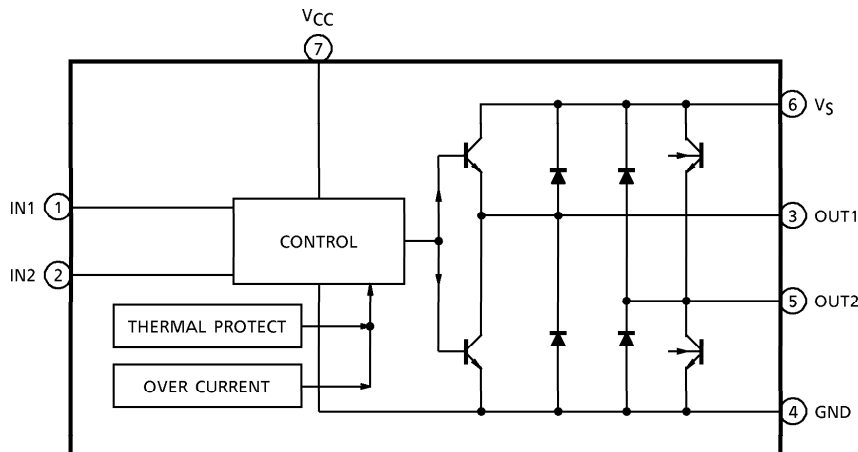 VCC
7
6 VS
IN1 1
3 OUT1
CONTROL
IN2 2
5 OUT2
THERMAL PROTECT
OVER CURRENT
4 GND